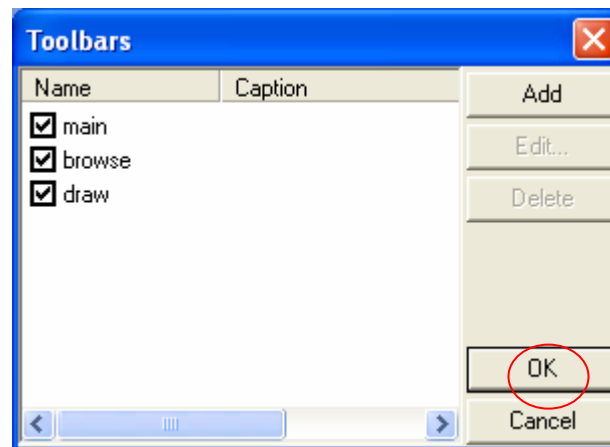 Toolbars
Name Caption
main
browse
draw
Add
Edit...
Delete
OK
Cancel